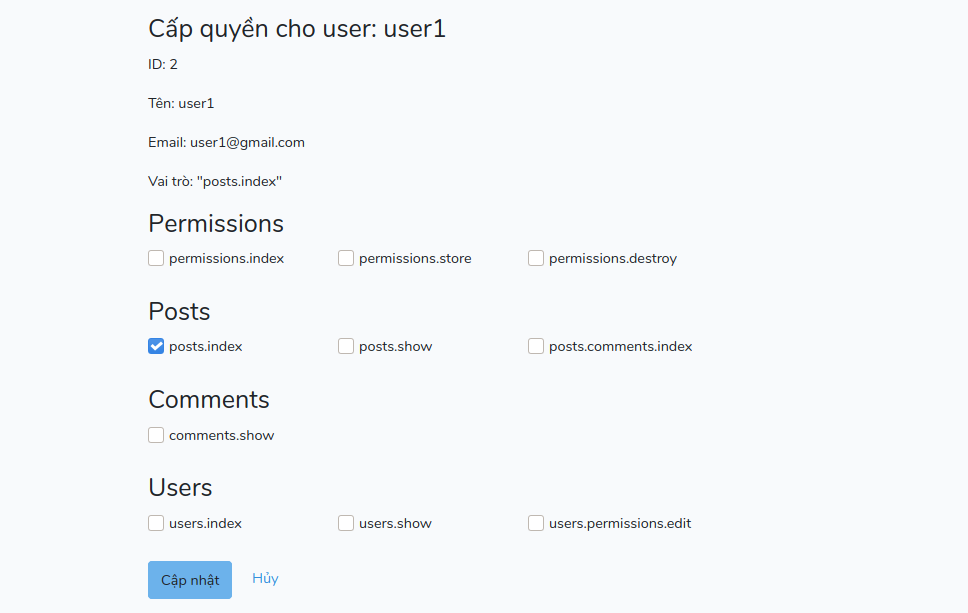 Cấp quyền cho user: user1
ID: 2
Tên: user1
Email: user1@gmail.com
Vai trò: "posts.index"
Permissions
permissions.index permissions.store permissions.destroy
Posts
posts.index posts.show posts.comments.index
Comments
comments.show
Users
users.index users.show users.permissions.edit
Cập nhật Hủy